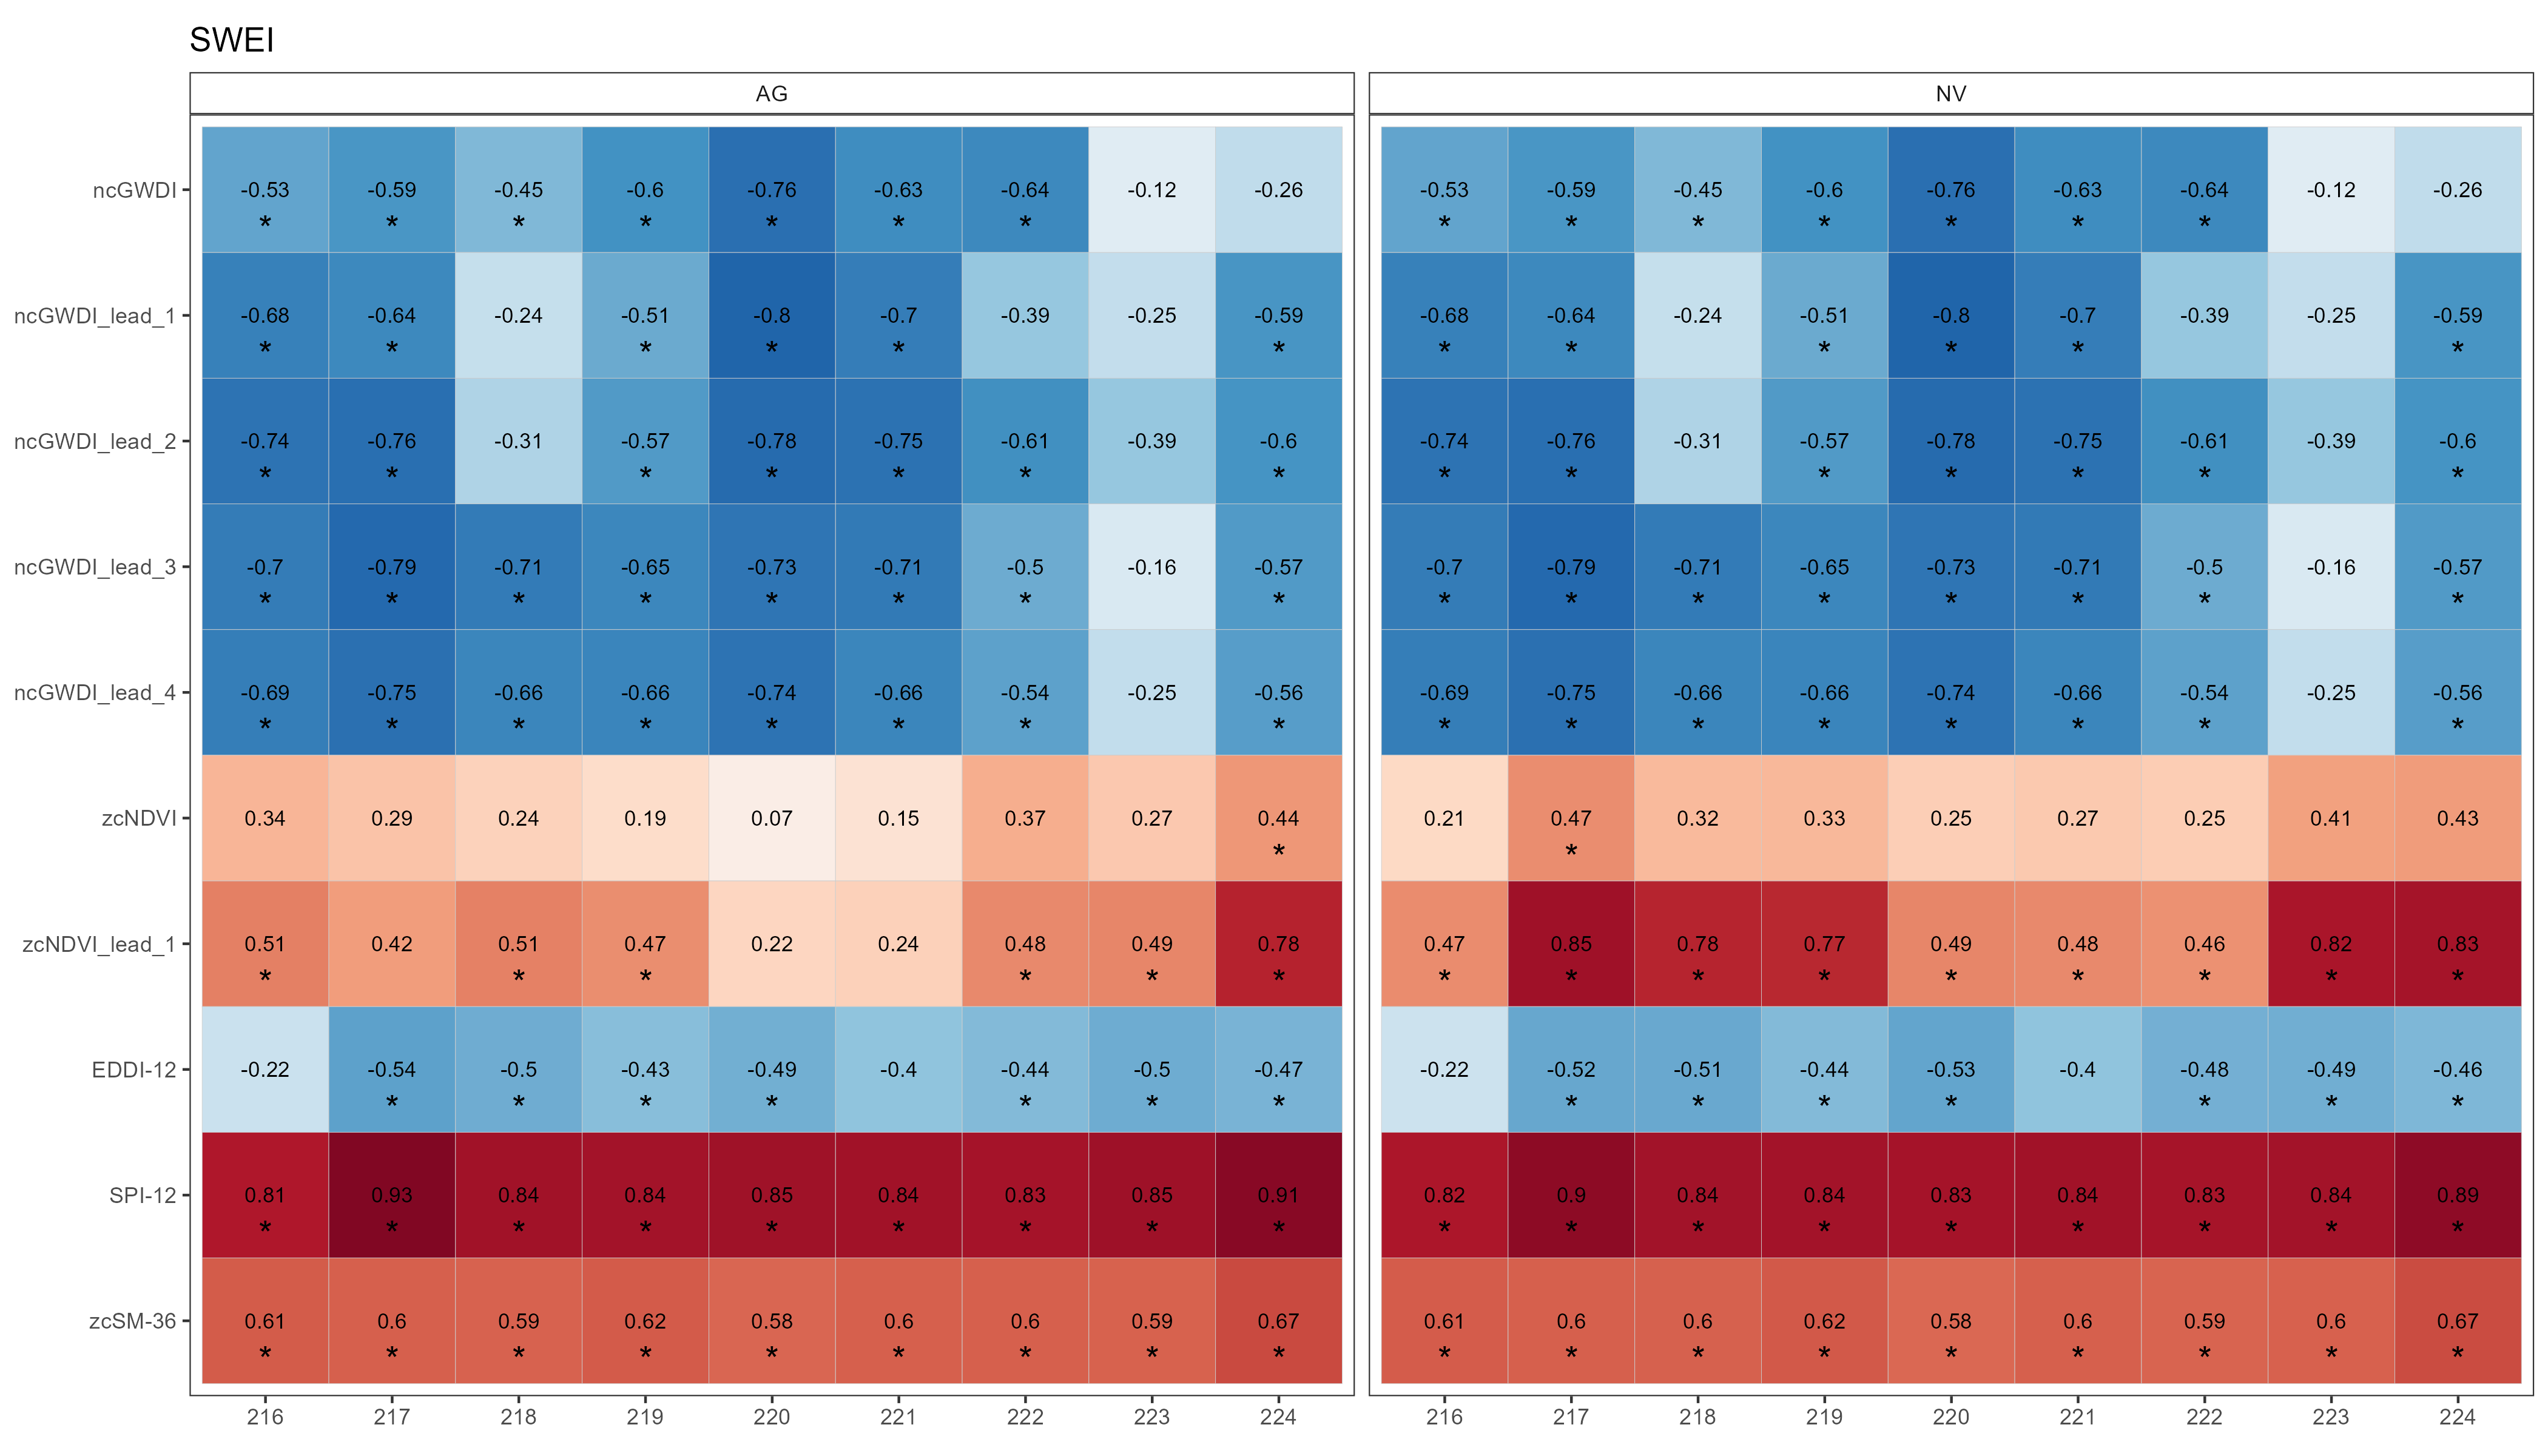 SWEI
AG NV
ncGWDI -0.53 -0.59 -0.45 -0.6 -0.76 -0.63 -0.64 -0.12 -0.26 -0.53 -0.59 -0.45 -0.6 -0.76 -0.63 -0.64 -0.12 -0.26
* * * * * * * * * * * * * *
ncGWDI_lead_1 -0.68 -0.64 -0.24 -0.51 -0.8 -0.7 -0.39 -0.25 -0.59 -0.68 -0.64 -0.24 -0.51 -0.8 -0.7 -0.39 -0.25 -0.59
* * * * * * * * * * * *
ncGWDI_lead_2 -0.74 -0.76 -0.31 -0.57 -0.78 -0.75 -0.61 -0.39 -0.6 -0.74 -0.76 -0.31 -0.57 -0.78 -0.75 -0.61 -0.39 -0.6
* * * * * * * * * * * * * *
ncGWDI_lead_3 -0.7 -0.79 -0.71 -0.65 -0.73 -0.71 -0.5 -0.16 -0.57 -0.7 -0.79 -0.71 -0.65 -0.73 -0.71 -0.5 -0.16 -0.57
* * * * * * * * * * * * * * * *
ncGWDI_lead_4 -0.69 -0.75 -0.66 -0.66 -0.74 -0.66 -0.54 -0.25 -0.56 -0.69 -0.75 -0.66 -0.66 -0.74 -0.66 -0.54 -0.25 -0.56
* * * * * * * * * * * * * * * *
zcNDVI 0.34 0.29 0.24 0.19 0.07 0.15 0.37 0.27 0.44 0.21 0.47 0.32 0.33 0.25 0.27 0.25 0.41 0.43
* *
zcNDVI_lead_1 0.51 0.42 0.51 0.47 0.22 0.24 0.48 0.49 0.78 0.47 0.85 0.78 0.77 0.49 0.48 0.46 0.82 0.83
* * * * * * * * * * * * * * *
EDDI-12 -0.22 -0.54 -0.5 -0.43 -0.49 -0.4 -0.44 -0.5 -0.47 -0.22 -0.52 -0.51 -0.44 -0.53 -0.4 -0.48 -0.49 -0.46
* * * * * * * * * * * * * *
SPI-12 0.81 0.93 0.84 0.84 0.85 0.84 0.83 0.85 0.91 0.82 0.9 0.84 0.84 0.83 0.84 0.83 0.84 0.89
* * * * * * * * * * * * * * * * * *
zcSM-36 0.61 0.6 0.59 0.62 0.58 0.6 0.6 0.59 0.67 0.61 0.6 0.6 0.62 0.58 0.6 0.59 0.6 0.67
* * * * * * * * * * * * * * * * * *
216 217 218 219 220 221 222 223 224 216 217 218 219 220 221 222 223 224